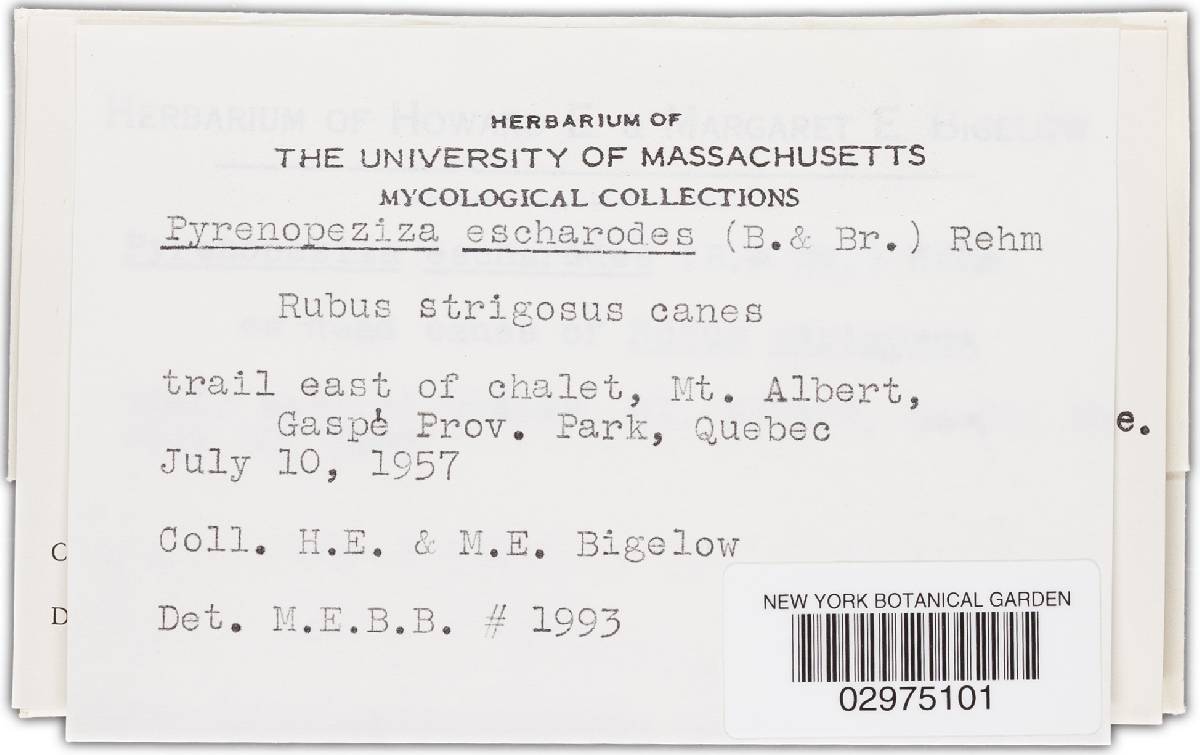 HERBARIUM OF
THE UNIVERSITY OF MASSACHUSETTS
MYCOLOGICAL COLLECTIONS
Pyrenopeziza escharodes (B.& Br.) Rehm
Rubus strigosus canes
trail east of chalet, Mt. Albert,
Gaspé Prov. Park, Quebec
e.
July 10, 1957
Coll. H.E. & M.E. Bigelow
C
Det. M.E.B.B. # 1993
D
NEW YORK BOTANICAL GARDEN
02975101